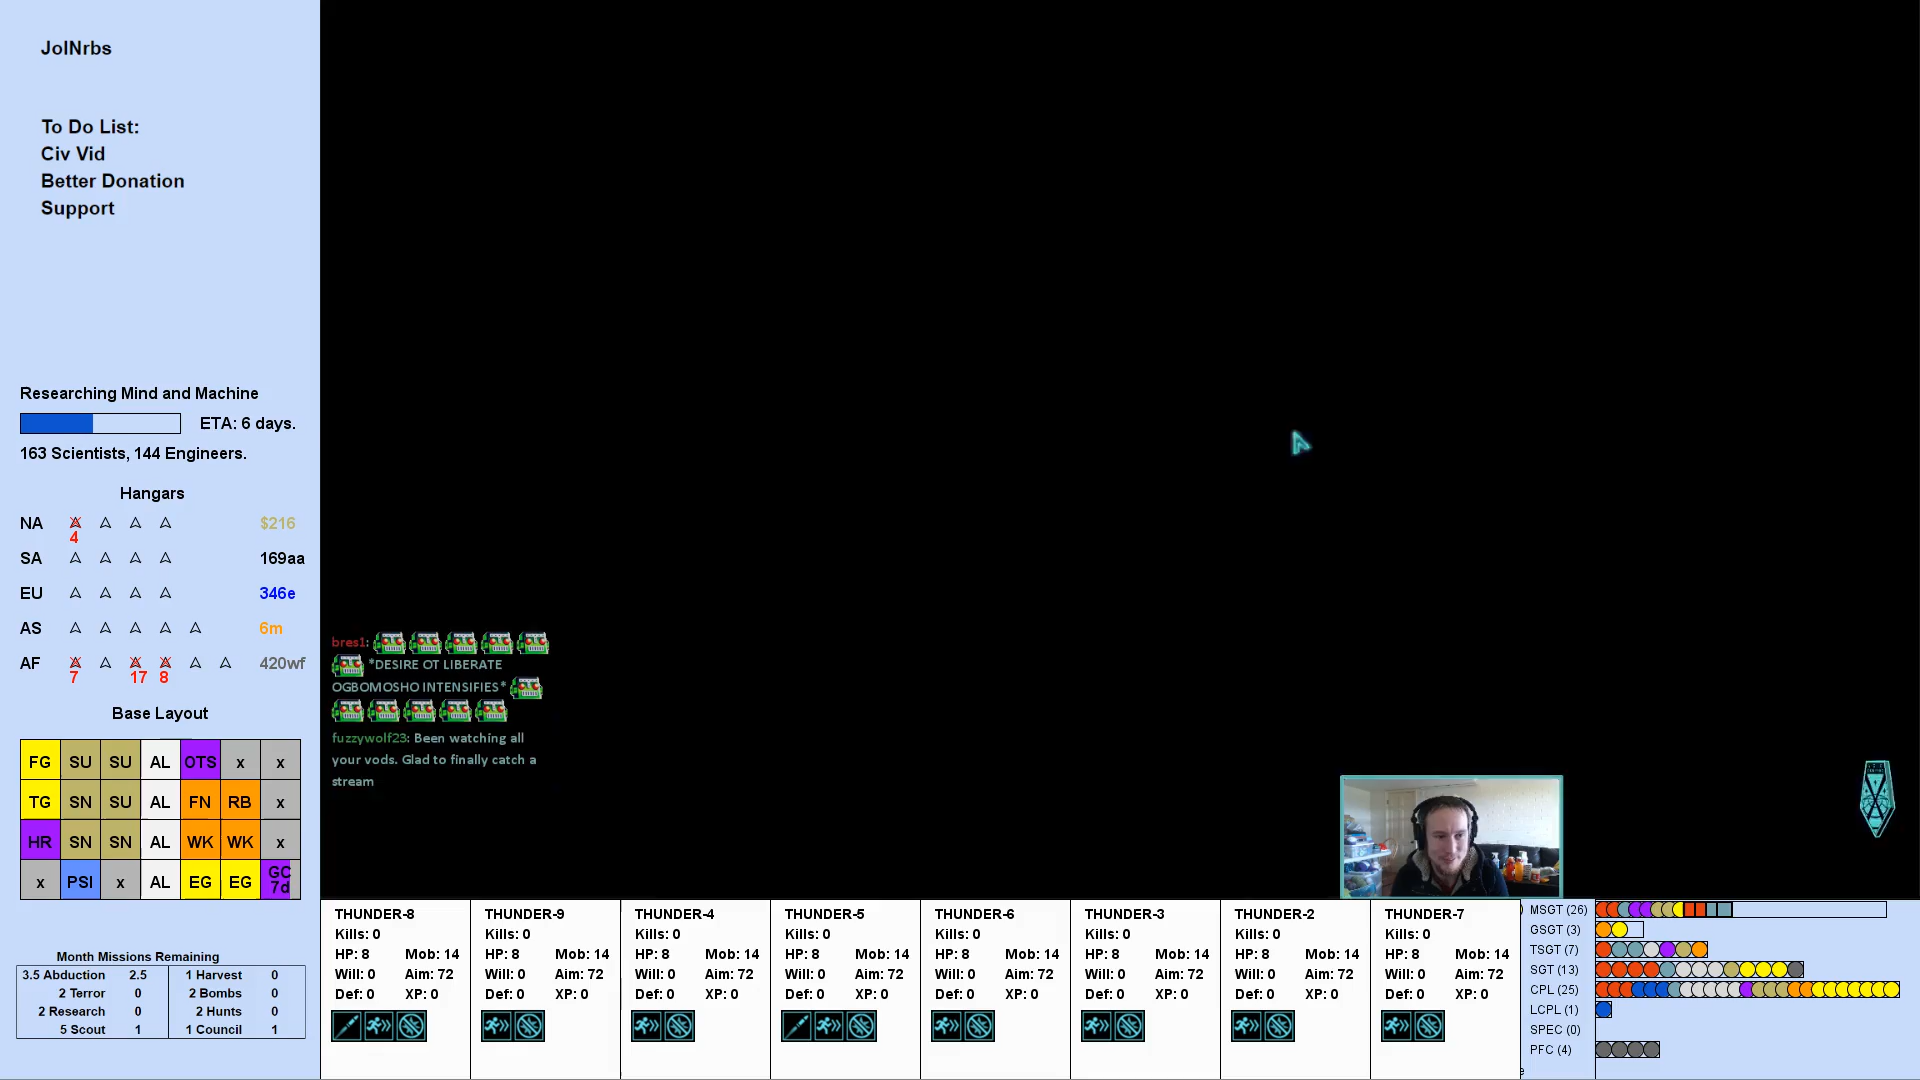 JolNrbs
To Do List:
Civ Vid
Better Donation
Support
Researching Mind and Machine
ETA: 6 days.
163 Scientists, 144 Engineers.
Hangars
NA $216
4
SA 169aa
EU 346e
AS 6m
AF 420wf
7 17 8
Base Layout
FG SU SU AL OTS x x
TG SN SU AL FN RB x
HR SN SN AL WK WK x
x PSI x AL EG EG GC 7d
Month Missions Remaining
3.5 Abduction 2.5 1 Harvest 0
2 Terror 0 2 Bombs 0
2 Research 0 2 Hunts 0
5 Scout 1 1 Council 1
bres1:
*DESIRE OT LIBERATE
OGBOMOSHO INTENSIFIES*
fuzzywolf23: Been watching all
your vods. Glad to finally catch a
stream
THUNDER-8 THUNDER-9 THUNDER-4 THUNDER-5 THUNDER-6 THUNDER-3 THUNDER-2 THUNDER-7
Kills: 0 Kills: 0 Kills: 0 Kills: 0 Kills: 0 Kills: 0 Kills: 0 Kills: 0
HP: 8 Mob: 14 HP: 8 Mob: 14 HP: 8 Mob: 14 HP: 8 Mob: 14 HP: 8 Mob: 14 HP: 8 Mob: 14 HP: 8 Mob: 14 HP: 8 Mob: 14
Will: 0 Aim: 72 Will: 0 Aim: 72 Will: 0 Aim: 72 Will: 0 Aim: 72 Will: 0 Aim: 72 Will: 0 Aim: 72 Will: 0 Aim: 72 Will: 0 Aim: 72
Def: 0 XP: 0 Def: 0 XP: 0 Def: 0 XP: 0 Def: 0 XP: 0 Def: 0 XP: 0 Def: 0 XP: 0 Def: 0 XP: 0 Def: 0 XP: 0
MSGT (26)
GSGT (3)
TSGT (7)
SGT (13)
CPL (25)
LCPL (1)
SPEC (0)
PFC (4)